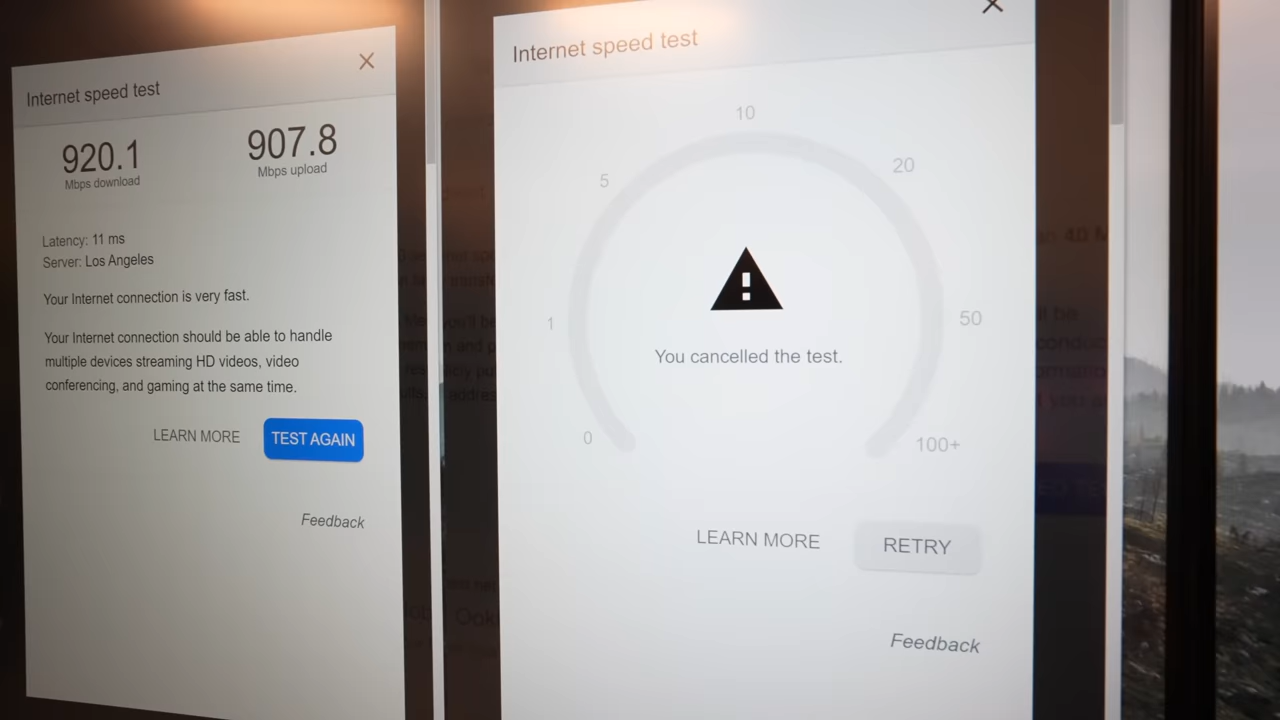 Internet speed test
920.1
Mbps download
907.8
Mbps upload
Latency: 11 ms
Server: Los Angeles
Your Internet connection is very fast.
Your Internet connection should be able to handle
multiple devices streaming HD videos, video
conferencing, and gaming at the same time.
LEARN MORE
TEST AGAIN
Feedback
Internet speed test
0
1
5
10
20
50
100+
You cancelled the test.
LEARN MORE
RETRY
Feedback